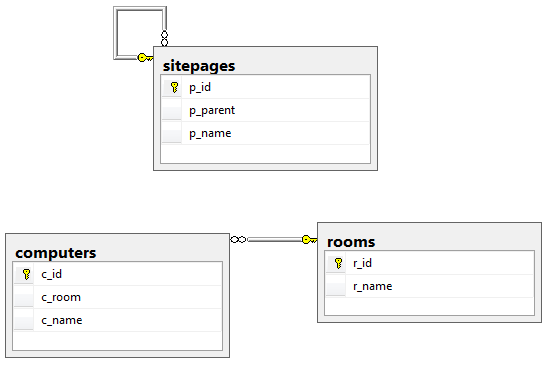 sitepages
p_id
p_parent
p_name
computers
c_id
c_room
c_name
rooms
r_id
r_name